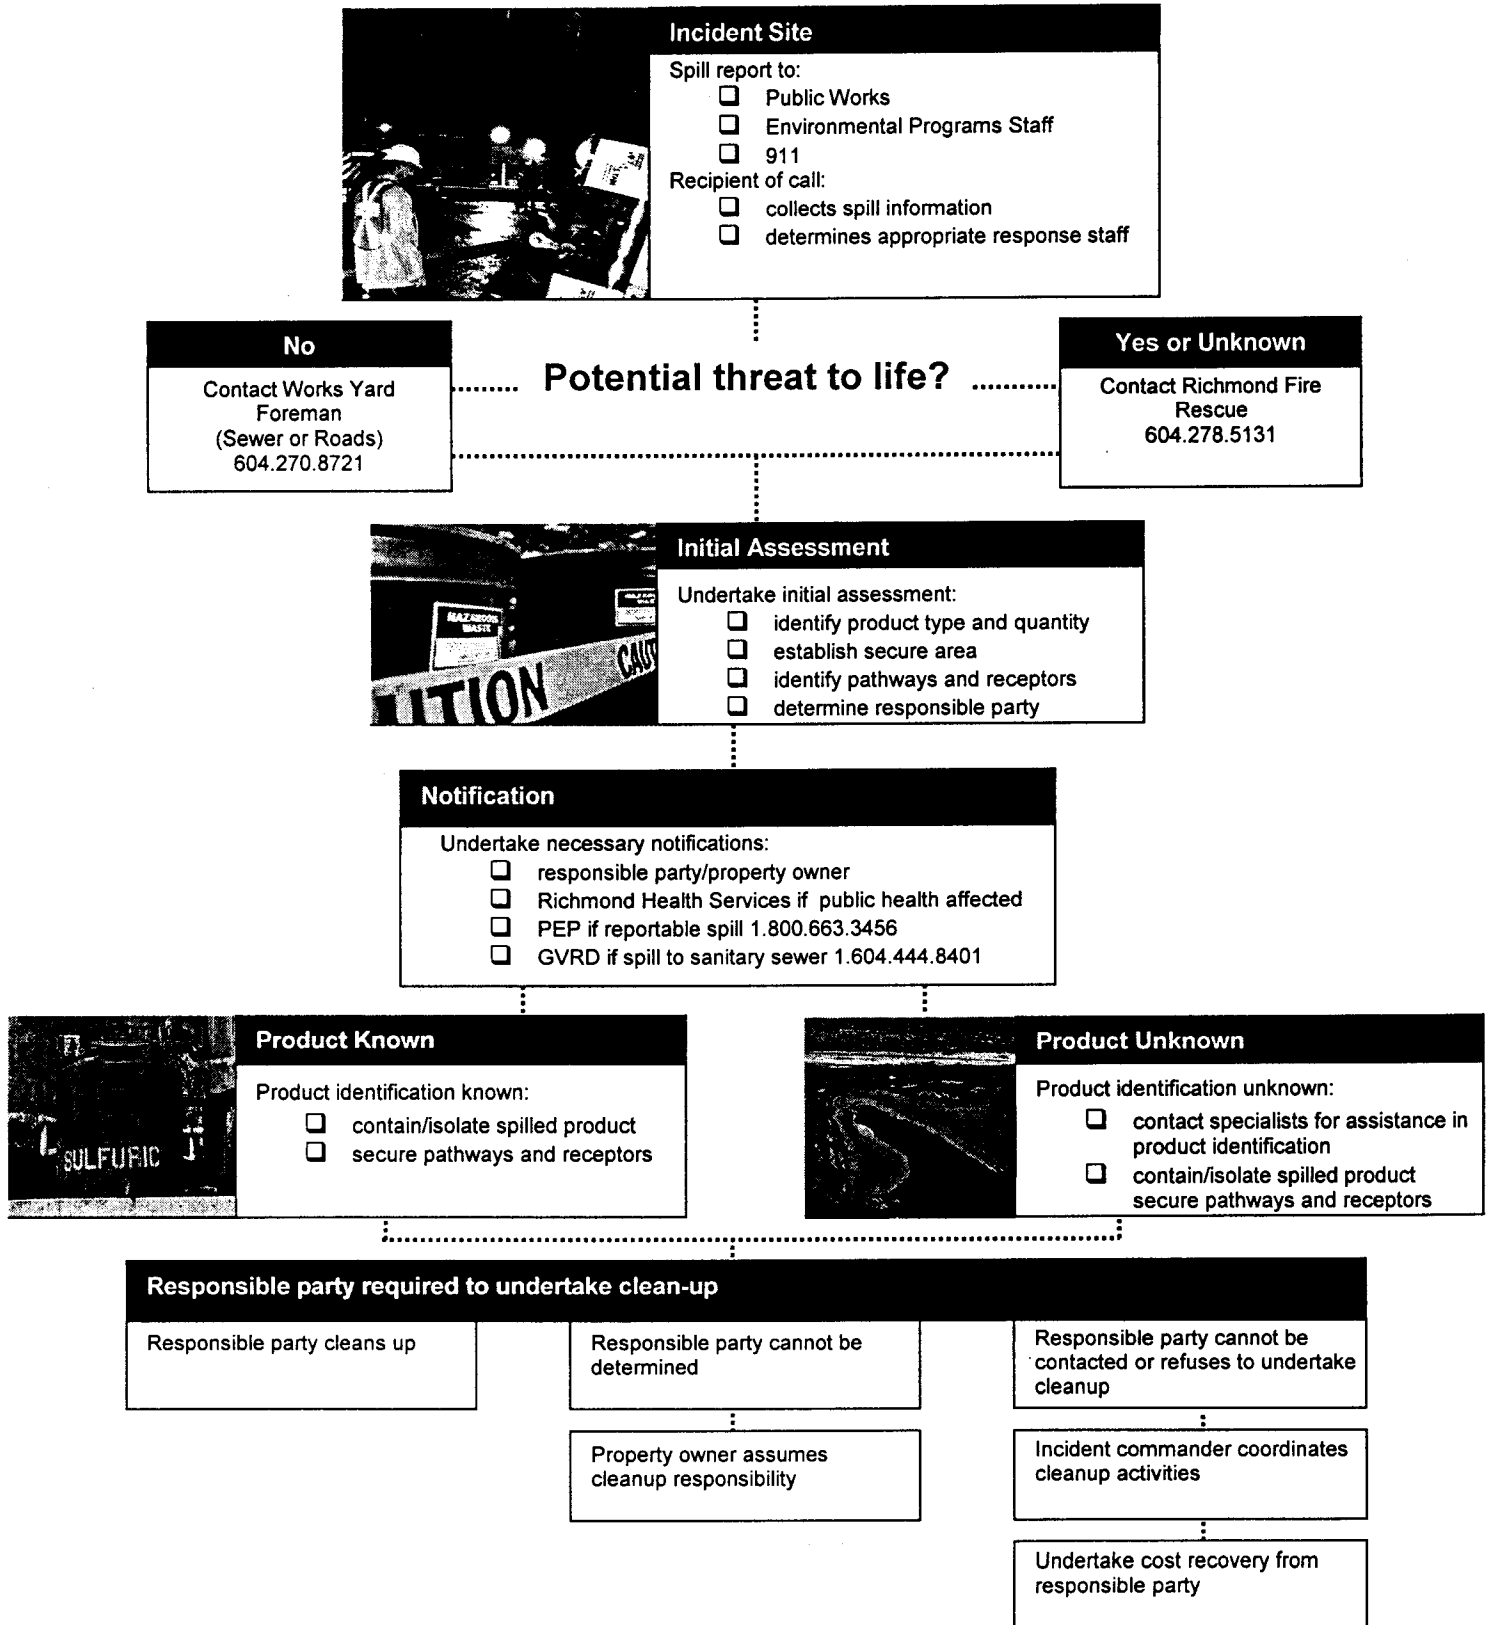 Incident Site
Spill report to:
❑ Public Works
❑ Environmental Programs Staff
❑ 911
Recipient of call:
❑ collects spill information
❑ determines appropriate response staff
No
Contact Works Yard
Foreman
(Sewer or Roads)
604.270.8721
Potential threat to life?
Yes or Unknown
Contact Richmond Fire
Rescue
604.278.5131
Initial Assessment
Undertake initial assessment:
❑ identify product type and quantity
❑ establish secure area
❑ identify pathways and receptors
❑ determine responsible party
HAZARDOUS
WASTE
UTION
CAUT
Notification
Undertake necessary notifications:
❑ responsible party/property owner
❑ Richmond Health Services if public health affected
❑ PEP if reportable spill 1.800.663.3456
❑ GVRD if spill to sanitary sewer 1.604.444.8401
SULFURIC
Product Known
Product identification known:
❑ contain/isolate spilled product
❑ secure pathways and receptors
Product Unknown
Product identification unknown:
❑ contact specialists for assistance in
product identification
❑ contain/isolate spilled product
secure pathways and receptors
Responsible party required to undertake clean-up
Responsible party cleans up
Responsible party cannot be
determined
Property owner assumes
cleanup responsibility
Responsible party cannot be
contacted or refuses to undertake
cleanup
Incident commander coordinates
cleanup activities
Undertake cost recovery from
responsible party